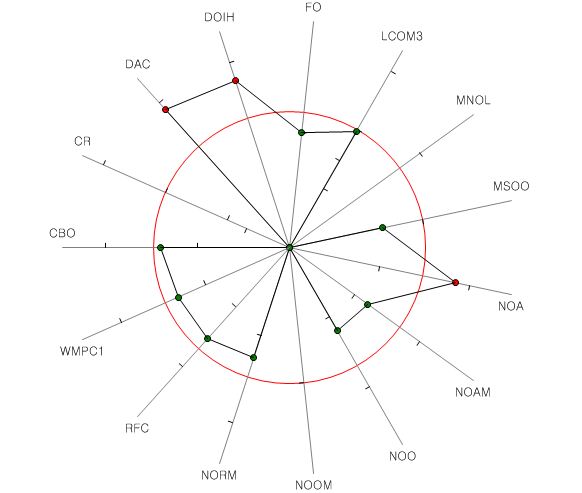 FO
DOIH
LCOM3
DAC
MNOL
CR
MSOO
CBO
NOA
WMPC1
NOAM
RFC
NOO
NORM
NOOM